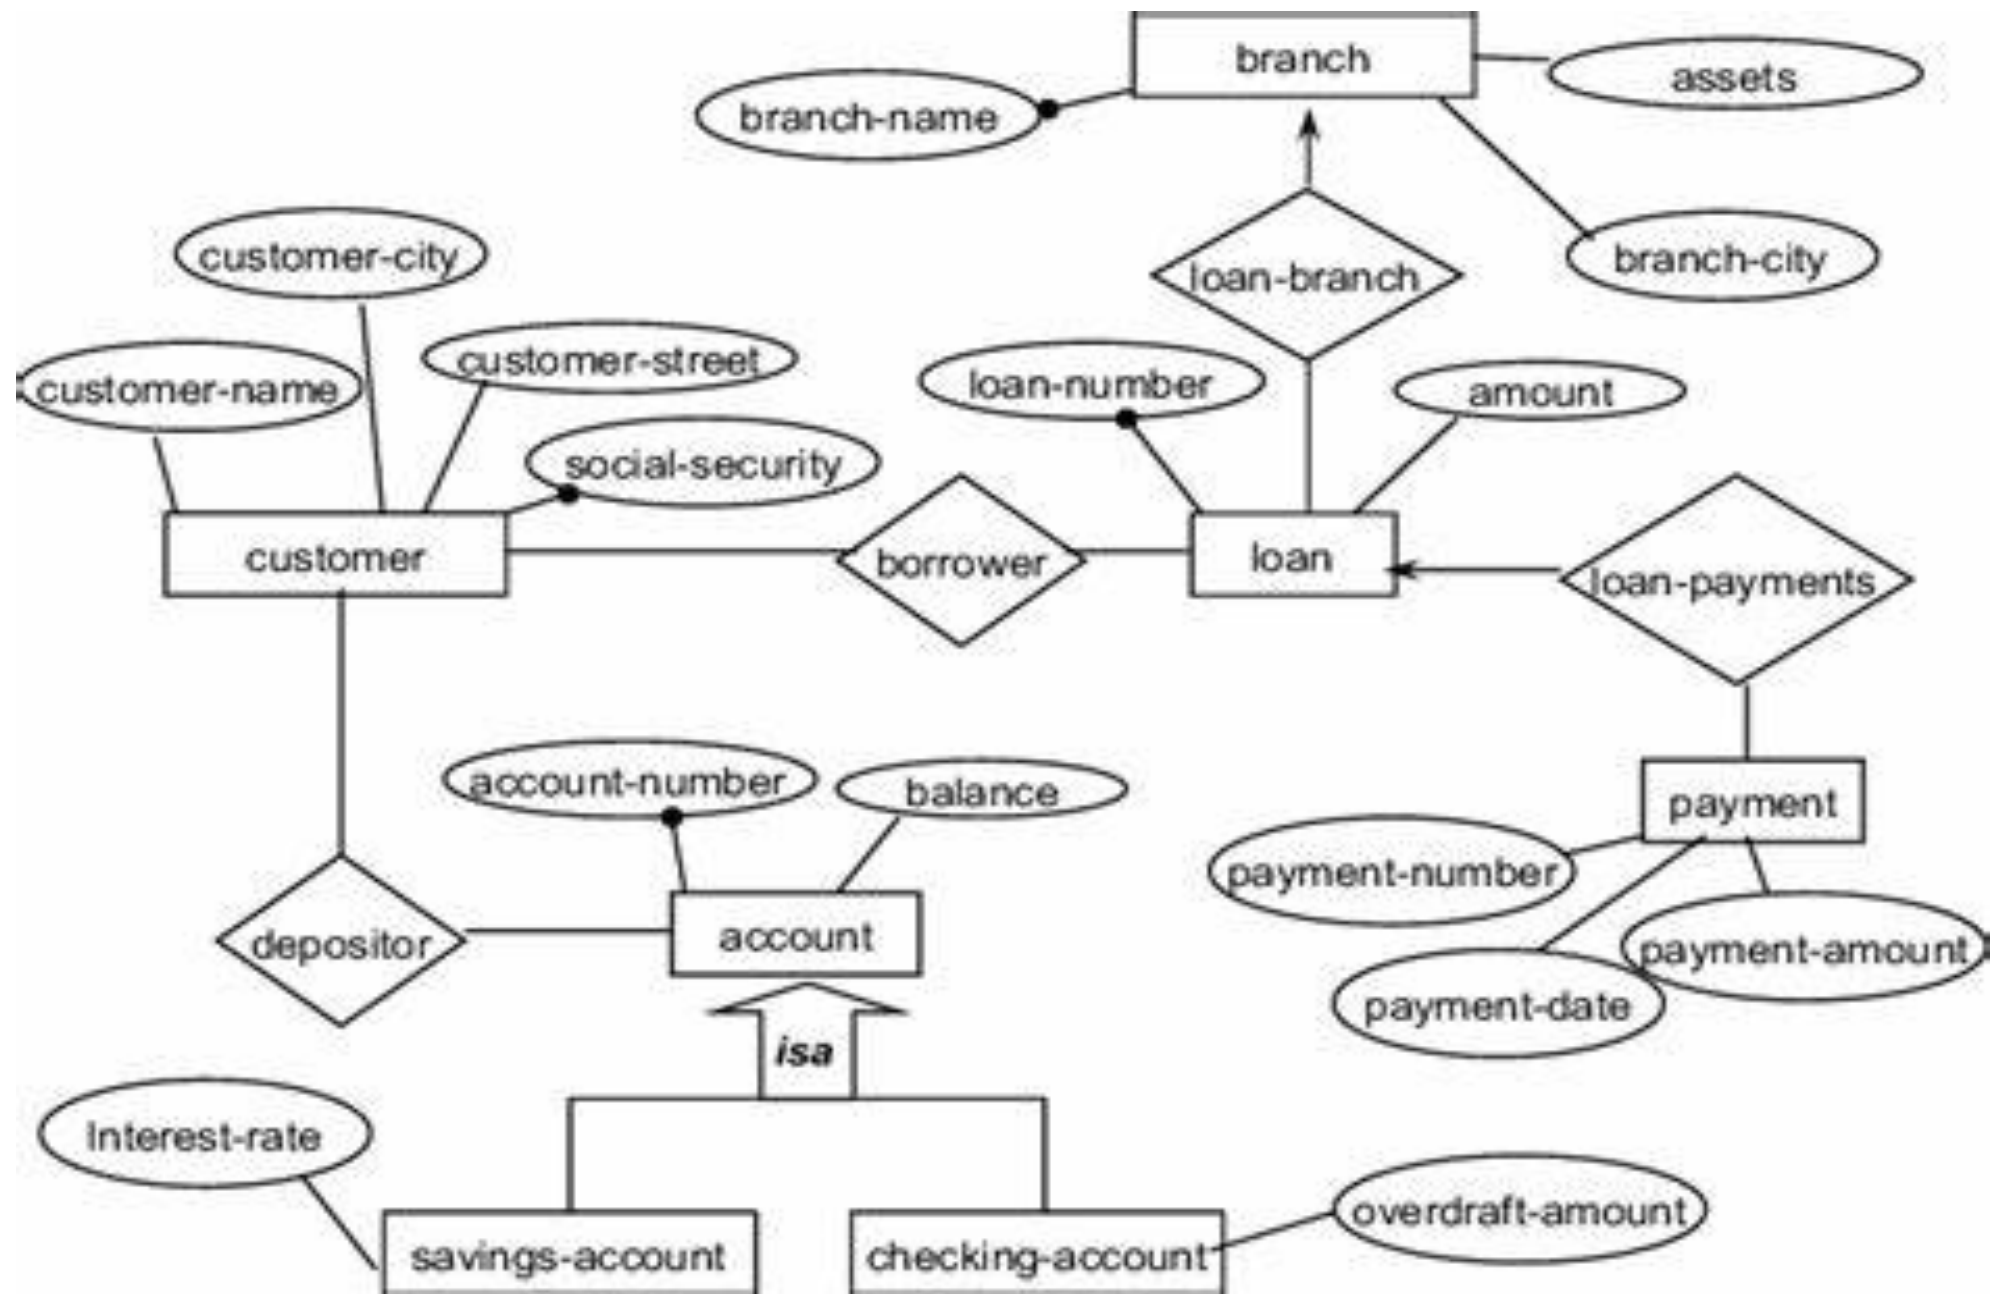 branch
assets
branch-name
customer-city
loan-branch
branch-city
customer-name
customer-street
loan-number
amount
social-security
customer
borrower
loan
loan-payments
account-number
balance
payment
payment-number
depositor
account
payment-amount
payment-date
isa
Interest-rate
overdraft-amount
savings-account
checking-account